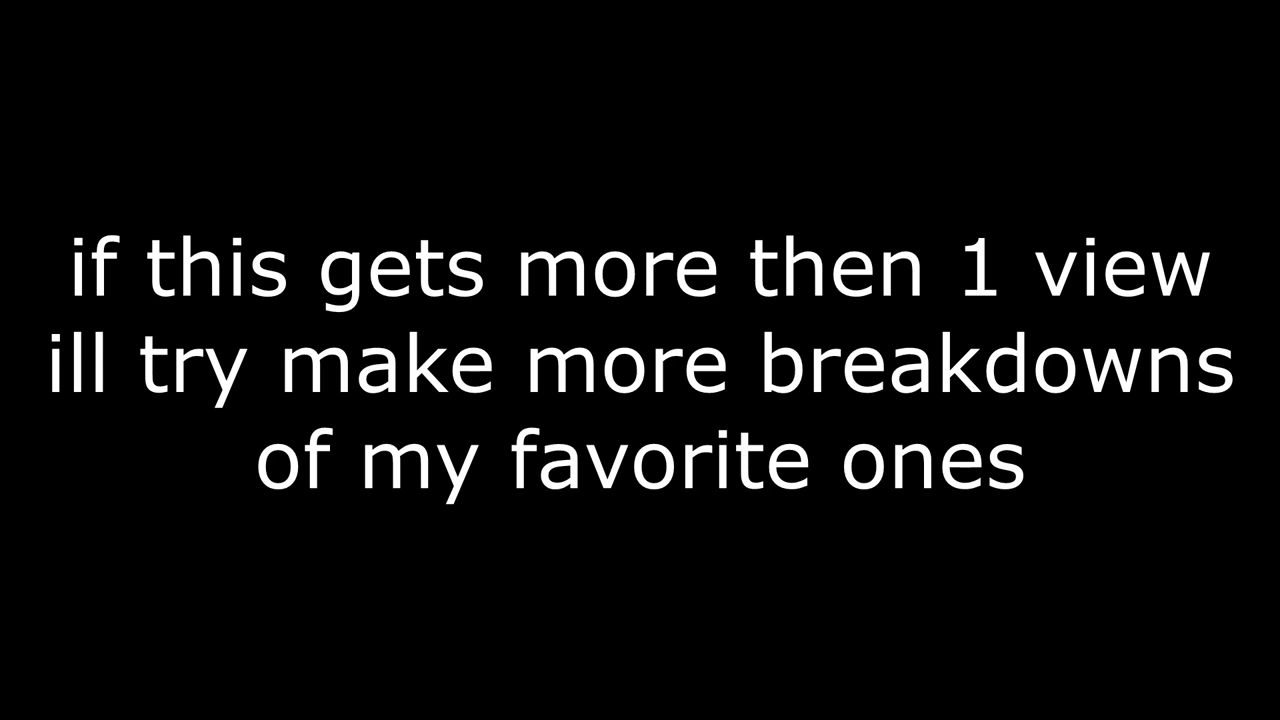 if this gets more then 1 view
ill try make more breakdowns
of my favorite ones